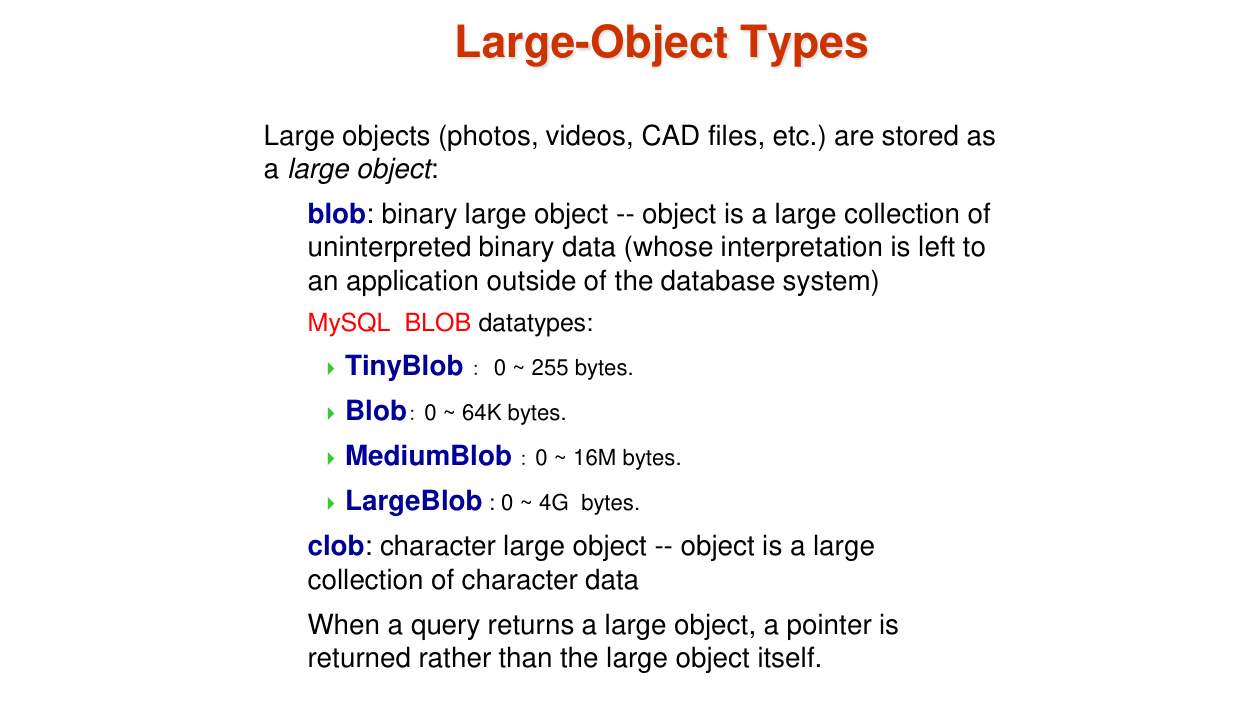 Large-Object Types
Large objects (photos, videos, CAD files, etc.) are stored as
a large object:
blob: binary large object -- object is a large collection of
uninterpreted binary data (whose interpretation is left to
an application outside of the database system)
MySQL BLOB datatypes:
TinyBlob : 0 ~ 255 bytes.
Blob: 0 ~ 64K bytes.
MediumBlob : 0 ~ 16M bytes.
LargeBlob : 0 ~ 4G bytes.
clob: character large object -- object is a large
collection of character data
When a query returns a large object, a pointer is
returned rather than the large object itself.